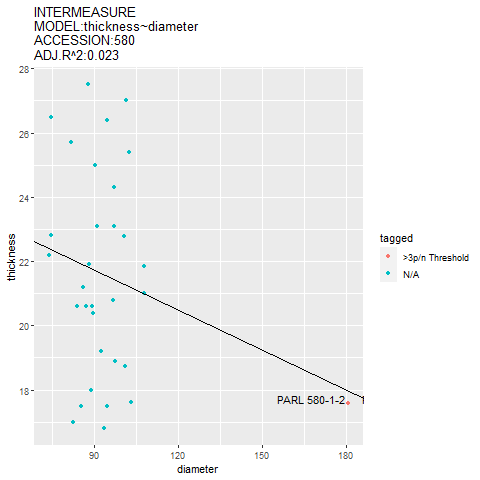 INTERMEASURE
MODEL:thickness~diameter
ACCESSION:580
ADJ.R^2:0.023
28
26
24
22
20
18
thickness
PARL 580-1-2
1
90
120
150
180
diameter
tagged
>3p/n Threshold
N/A